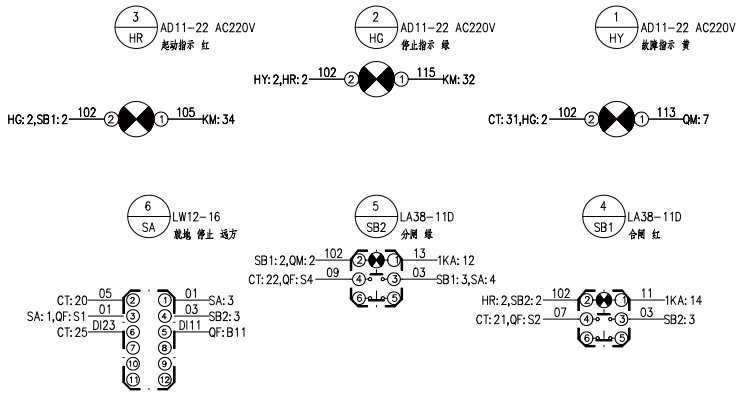 3
HR
AD11-22 AC220V
起动指示 红
2
HG
AD11-22 AC220V
停止指示 绿
1
HY
AD11-22 AC220V
故障指示 黄
HG:2,SB1:2 102 2 1 105 KM:34
HY:2,HR:2 102 2 1 115 KM:32
CT:31,HG:2 102 2 1 113 QM:7
6
SA
LW12-16
就地 停止 远方
5
SB2
LA38-11D
分闸 绿
4
SB1
LA38-11D
合闸 红
SB1:2,QM:2 102 2 1 13 1KA:12
CT:22,QF:S4 09 4 3 03 SB1:3,SA:4
6 5
CT:20 05 2 1 01 SA:3
SA:1,QF:S1 01 3 4 03 SB2:3
CT:25 DI23 6 5 DI11 QF:B11
7 8
10 9
11 12
HR:2,SB2:2 102 2 1 11 1KA:14
CT:21,QF:S2 07 4 3 03 SB2:3
6 5